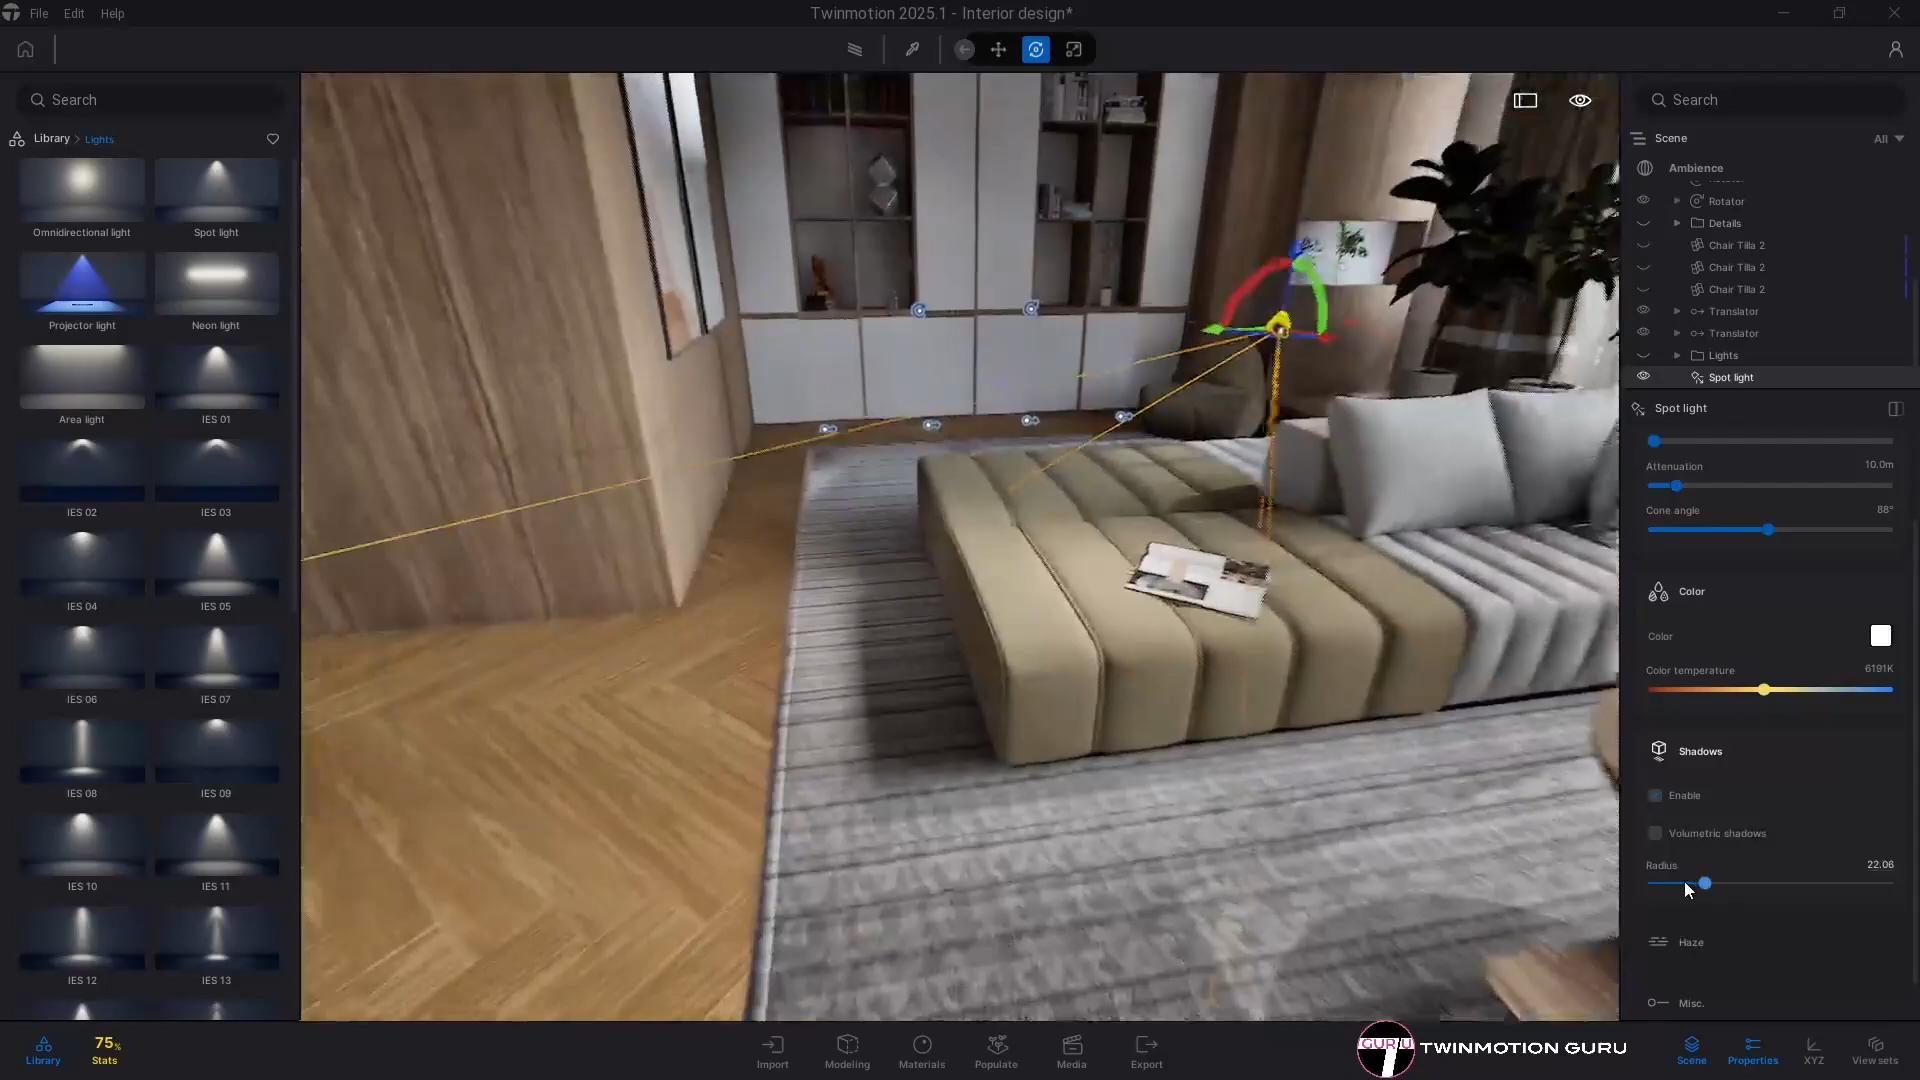 File Edit Help
Twinmotion 2025.1 - Interior design*
Search
Library > Lights
Omnidirectional light
Spot light
Projector light
Neon light
Area light
IES 01
IES 02
IES 03
IES 04
IES 05
IES 06
IES 07
IES 08
IES 09
IES 10
IES 11
IES 12
IES 13
Search
Scene
All
Ambience
Rotator
Details
Chair Tilla 2
Chair Tilla 2
Chair Tilla 2
Translator
Translator
Lights
Spot light
Spot light
Attenuation 10.0m
Cone angle 88°
Color
Color
Color temperature 6191K
Shadows
Enable
Volumetric shadows
Radius 22.06
Haze
Misc.
Library
75%
Stats
Import
Modeling
Materials
Populate
Media
Export
GURU
TWINMOTION GURU
Scene
Properties
XYZ
View sets